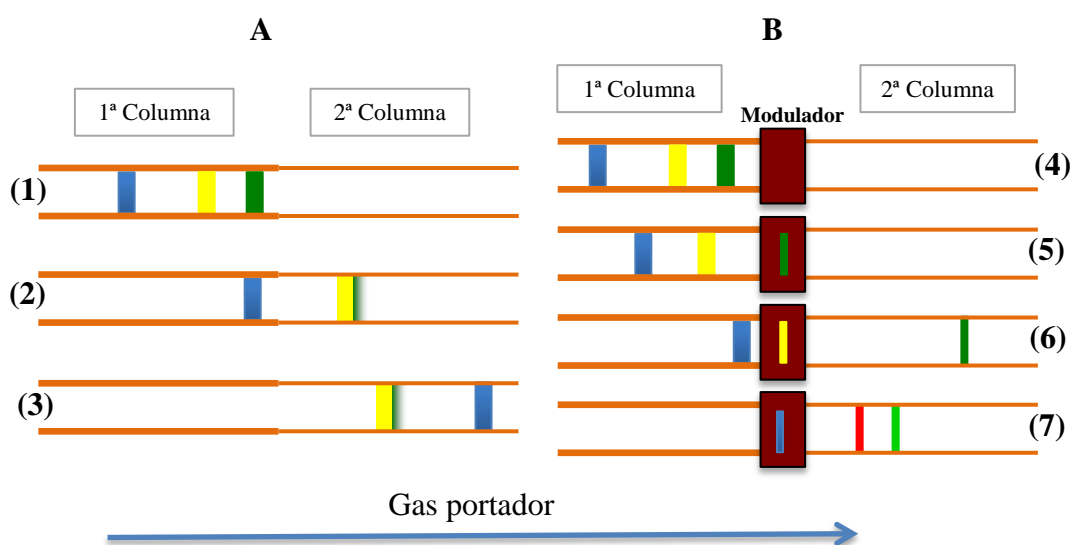 A
B
1ª Columna
2ª Columna
1ª Columna
Modulador
2ª Columna
(1)
(2)
(3)
(4)
(5)
(6)
(7)
Gas portador